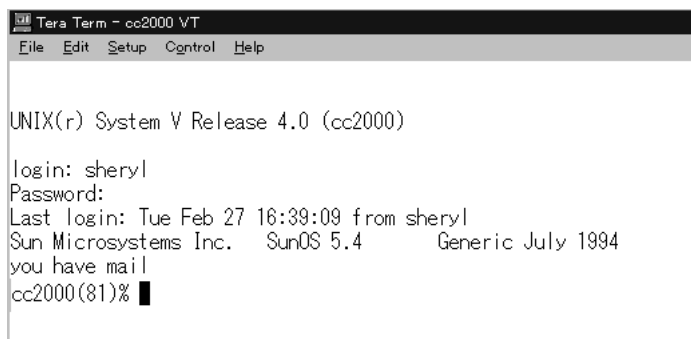 Tera Term - cc2000 VT
File Edit Setup Control Help
UNIX(r) System V Release 4.0 (cc2000)
login: sheryl
Password:
Last login: Tue Feb 27 16:39:09 from sheryl
Sun Microsystems Inc.   SunOS 5.4       Generic July 1994
you have mail
cc2000(81)%